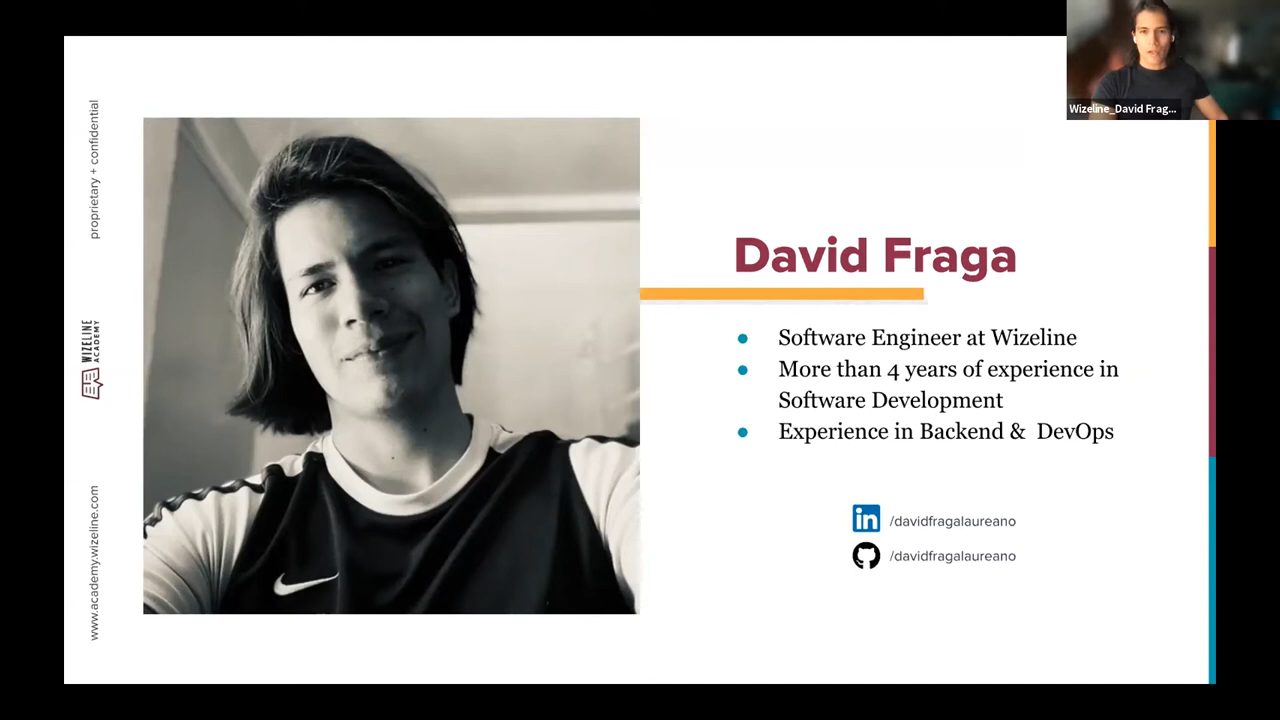 Wizeline_David Frag...
proprietary + confidential
WIZELINE
ACADEMY
www.academy.wizeline.com
David Fraga
● Software Engineer at Wizeline
● More than 4 years of experience in
Software Development
● Experience in Backend & DevOps
in /davidfragalaureano
/davidfragalaureano